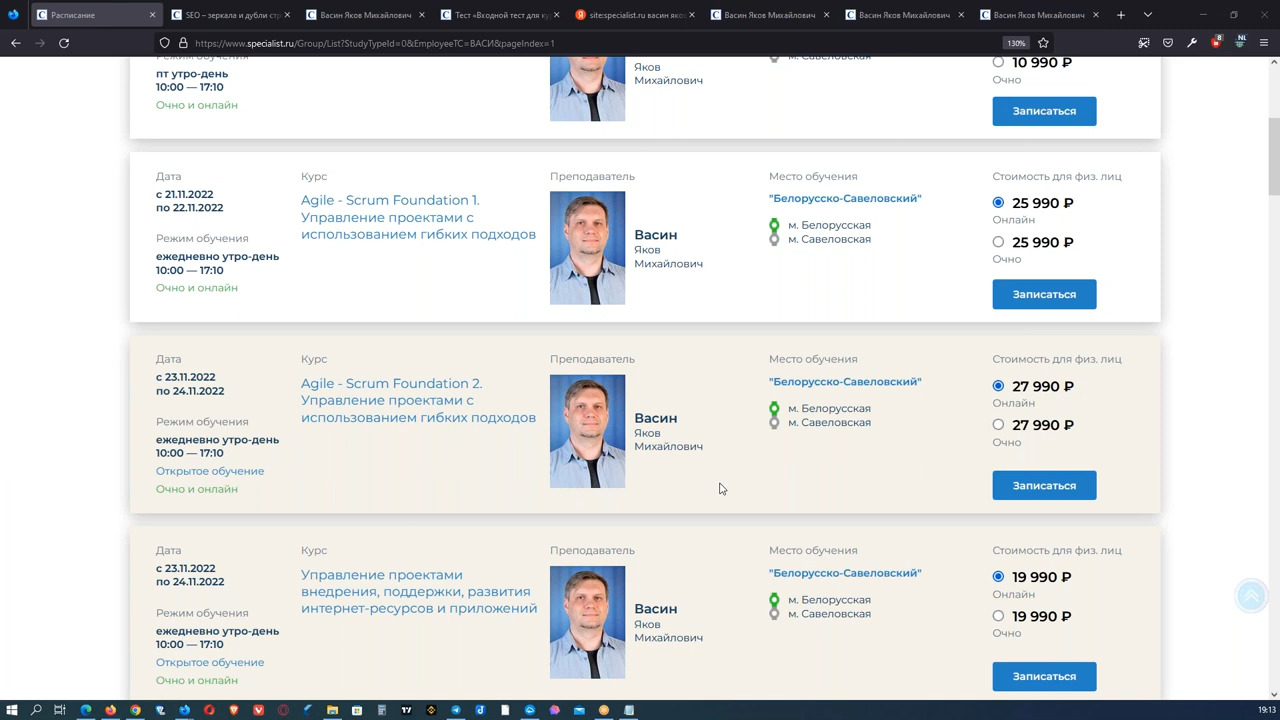 Расписание
SEO – зеркала и дубли стр
Васин Яков Михайлович
Тест «Входной тест для ку
site:specialist.ru васин яко
Васин Яков Михайлович
Васин Яков Михайлович
Васин Яков Михайлович
https://www.specialist.ru/Group/List?StudyTypeId=0&EmployeeTC=ВАСИ&pageIndex=1
130%
8
NL
Режим обучения
пт утро-день
10:00 — 17:10
Очно и онлайн
Яков
Михайлович
м. Савеловская
10 990 ₽
Очно
Записаться
Дата
с 21.11.2022
по 22.11.2022
Режим обучения
ежедневно утро-день
10:00 — 17:10
Очно и онлайн
Курс
Agile - Scrum Foundation 1.
Управление проектами с
использованием гибких подходов
Преподаватель
Васин
Яков
Михайлович
Место обучения
"Белорусско-Савеловский"
м. Белорусская
м. Савеловская
Стоимость для физ. лиц
25 990 ₽
Онлайн
25 990 ₽
Очно
Записаться
Дата
с 23.11.2022
по 24.11.2022
Режим обучения
ежедневно утро-день
10:00 — 17:10
Открытое обучение
Очно и онлайн
Курс
Agile - Scrum Foundation 2.
Управление проектами с
использованием гибких подходов
Преподаватель
Васин
Яков
Михайлович
Место обучения
"Белорусско-Савеловский"
м. Белорусская
м. Савеловская
Стоимость для физ. лиц
27 990 ₽
Онлайн
27 990 ₽
Очно
Записаться
Дата
с 23.11.2022
по 24.11.2022
Режим обучения
ежедневно утро-день
10:00 — 17:10
Открытое обучение
Очно и онлайн
Курс
Управление проектами
внедрения, поддержки, развития
интернет-ресурсов и приложений
Преподаватель
Васин
Яков
Михайлович
Место обучения
"Белорусско-Савеловский"
м. Белорусская
м. Савеловская
Стоимость для физ. лиц
19 990 ₽
Онлайн
19 990 ₽
Очно
Записаться
19:13